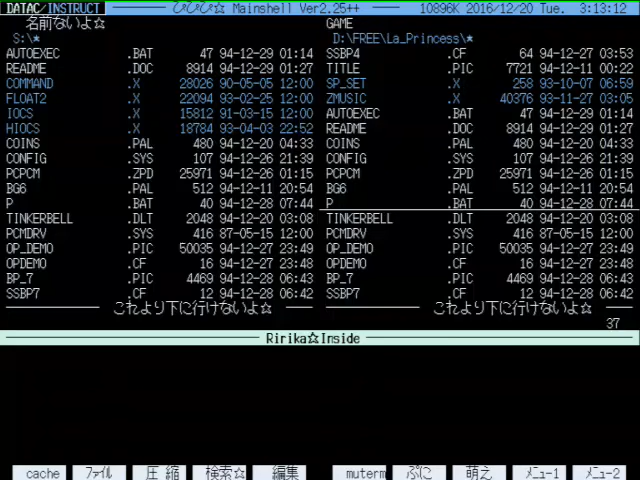 DATAC/INSTRUCT ぴぴぴ☆ Mainshell Ver2.25++ 10896K 2016/12/20 Tue. 3:13:12
名前ないよ☆ GAME
S:\* D:\FREE\La_Princess\*
AUTOEXEC .BAT 47 94-12-29 01:14 SSBP4 .CF 64 94-12-27 03:53
README .DOC 8914 94-12-29 01:27 TITLE .PIC 7721 94-12-11 00:22
COMMAND .X 28026 90-05-05 12:00 SP_SET .X 258 93-10-07 06:59
FLOAT2 .X 22094 93-02-25 12:00 ZMUSIC .X 40376 93-11-27 03:05
IOCS .X 15812 91-03-15 12:00 AUTOEXEC .BAT 47 94-12-29 01:14
HIOCS .X 18784 93-04-03 22:52 README .DOC 8914 94-12-29 01:27
COINS .PAL 480 94-12-20 04:33 COINS .PAL 480 94-12-20 04:33
CONFIG .SYS 107 94-12-26 21:39 CONFIG .SYS 107 94-12-26 21:39
PCPCM .ZPD 25971 94-12-26 01:15 PCPCM .ZPD 25971 94-12-26 01:15
BG6 .PAL 512 94-12-11 20:54 BG6 .PAL 512 94-12-11 20:54
P .BAT 40 94-12-28 07:44 P .BAT 40 94-12-28 07:44
TINKERBELL .DLT 2048 94-12-20 03:08 TINKERBELL .DLT 2048 94-12-20 03:08
PCMDRV .SYS 416 87-05-15 12:00 PCMDRV .SYS 416 87-05-15 12:00
OP_DEMO .PIC 50035 94-12-27 23:49 OP_DEMO .PIC 50035 94-12-27 23:49
OPDEMO .CF 16 94-12-27 23:48 OPDEMO .CF 16 94-12-27 23:48
BP_7 .PIC 4469 94-12-28 06:43 BP_7 .PIC 4469 94-12-28 06:43
SSBP7 .CF 12 94-12-28 06:42 SSBP7 .CF 12 94-12-28 06:42
これより下に行けないよ☆ これより下に行けないよ☆
37
Ririka☆Inside
cache ﾌｧｲﾙ 圧 縮 検索☆ 編集 muterm ぷに 萌え ﾒﾆｭｰ1 ﾒﾆｭｰ2